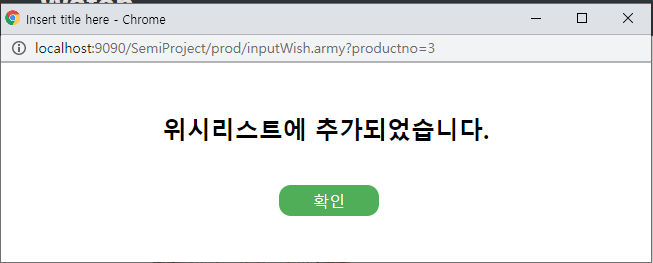 Insert title here - Chrome
localhost:9090/SemiProject/prod/inputWish.army?productno=3
위시리스트에 추가되었습니다.
확인